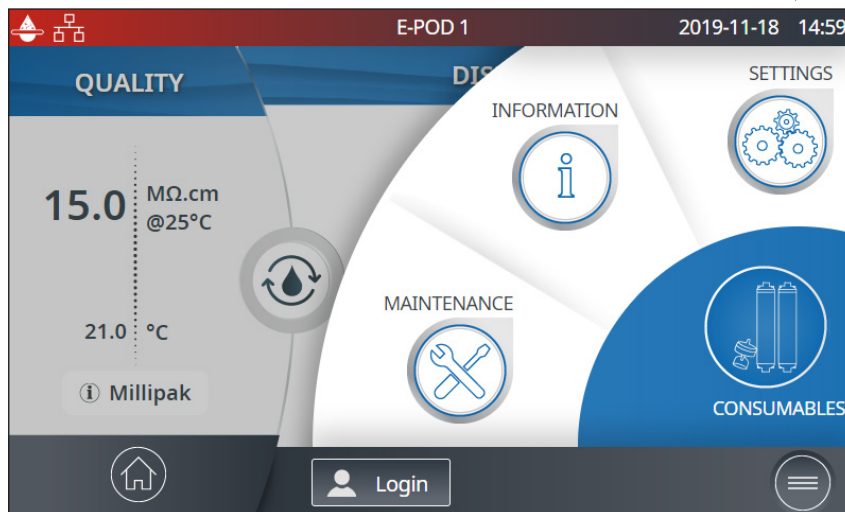 E-POD 1
2019-11-18 14:59
QUALITY
DIS
SETTINGS
INFORMATION
15.0 MΩ.cm
@25°C
MAINTENANCE
21.0 °C
i Millipak
CONSUMABLES
Login